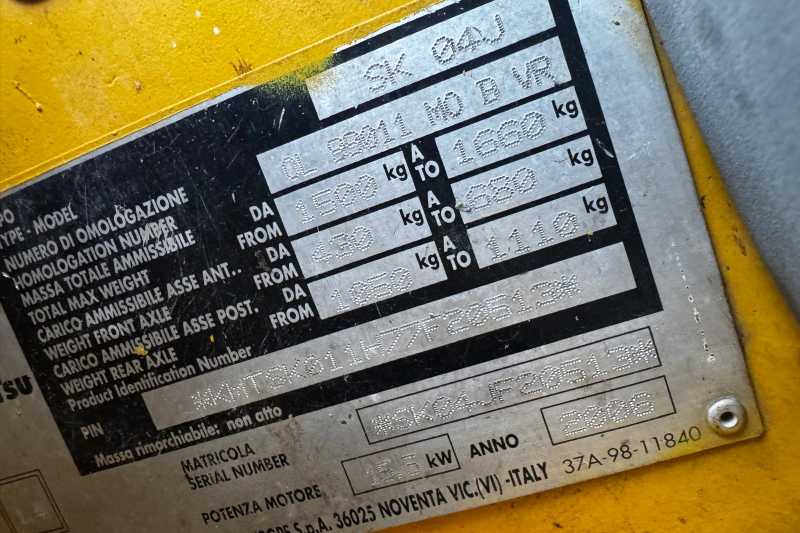 SK 04J
TYPE - MODEL
NUMERO DI OMOLOGAZIONE
HOMOLOGATION NUMBER QL 89011 MO B VR
MASSA TOTALE AMMISSIBILE DA 1500 kg A 1660 kg
TOTAL MAX WEIGHT FROM TO
CARICO AMMISSIBILE ASSE ANT.. DA 430 kg A 680 kg
WEIGHT FRONT AXLE FROM TO
CARICO AMMISSIBILE ASSE POST. DA 1050 kg A 1110 kg
WEIGHT REAR AXLE FROM TO
Product Identification Number
PIN
Massa rimorchiabile: non atto
MATRICOLA
SERIAL NUMBER *SK04JF20513*
POTENZA MOTORE kW ANNO 2006
S.p.A. 36025 NOVENTA VIC.(VI) -ITALY 37A-98-11840